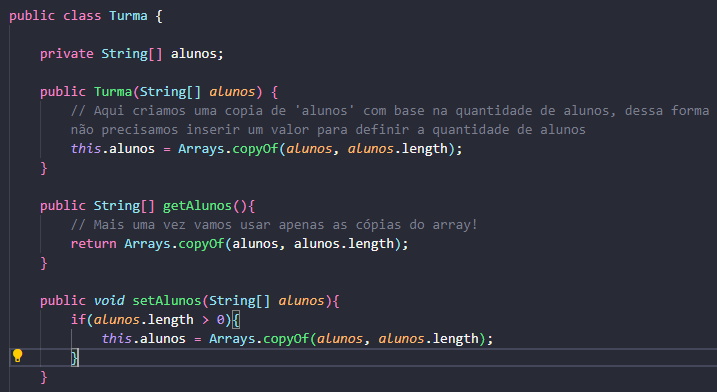 public class Turma {
private String[] alunos;
public Turma(String[] alunos) {
// Aqui criamos uma copia de 'alunos' com base na quantidade de alunos, dessa forma
não precisamos inserir um valor para definir a quantidade de alunos
this.alunos = Arrays.copyOf(alunos, alunos.length);
}
public String[] getAlunos(){
// Mais uma vez vamos usar apenas as cópias do array!
return Arrays.copyOf(alunos, alunos.length);
}
public void setAlunos(String[] alunos){
if(alunos.length > 0){
this.alunos = Arrays.copyOf(alunos, alunos.length);
}
}